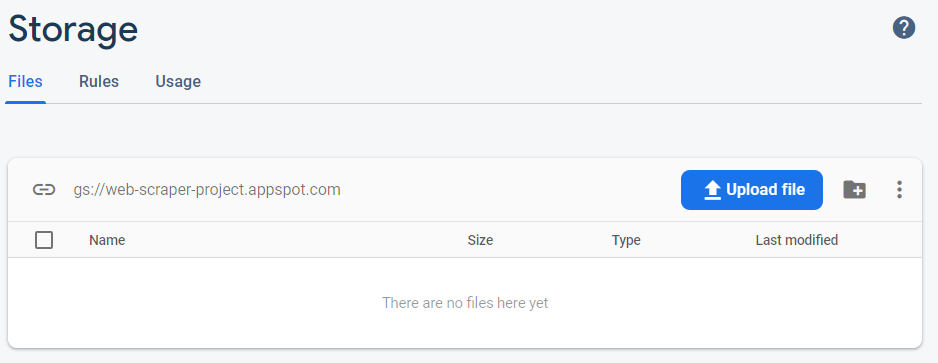 Storage
Files Rules Usage
gs://web-scraper-project.appspot.com Upload file
Name Size Type Last modified
There are no files here yet